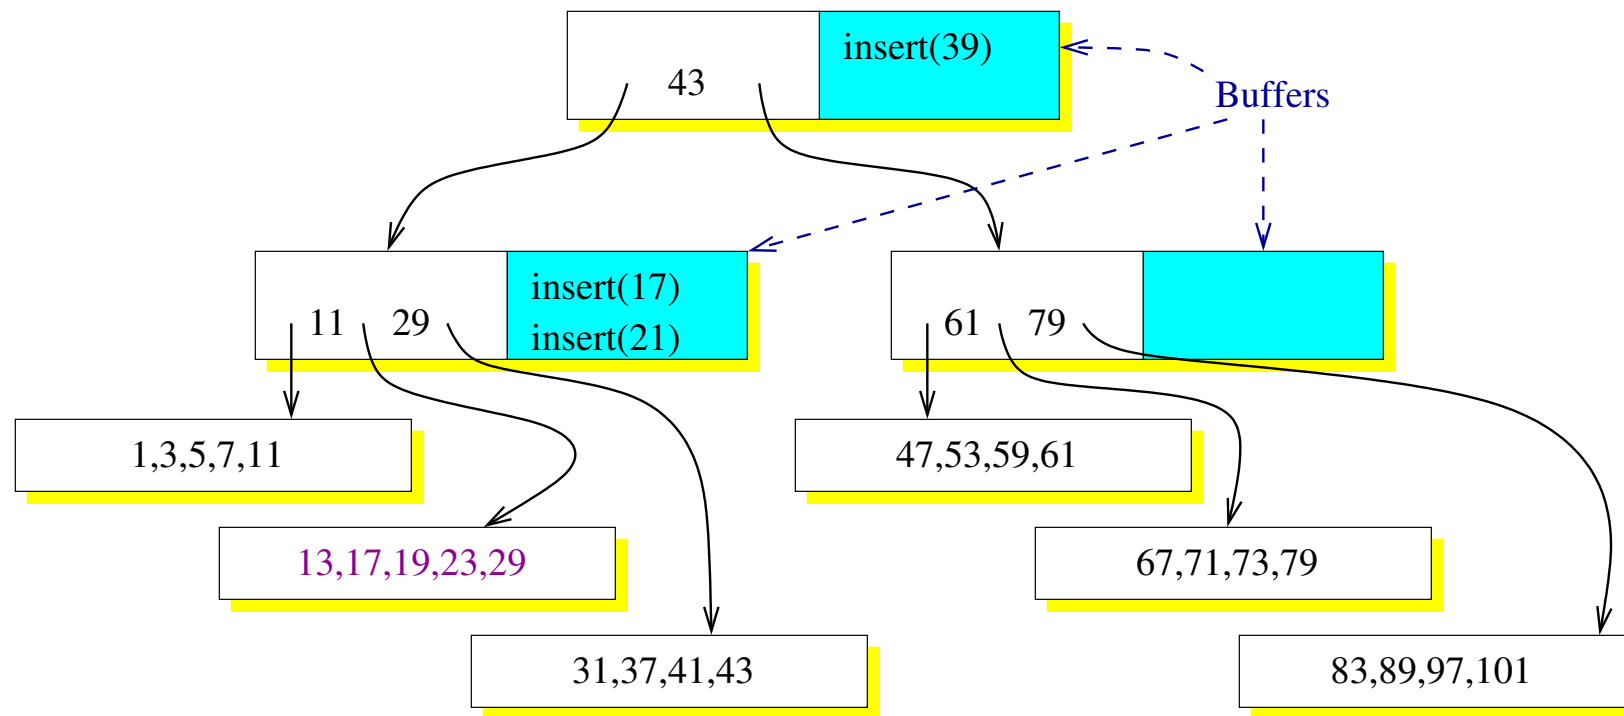 insert(39)
43
Buffers
insert(17)
11 29
insert(21)
61 79
1,3,5,7,11
47,53,59,61
13,17,19,23,29
67,71,73,79
31,37,41,43
83,89,97,101